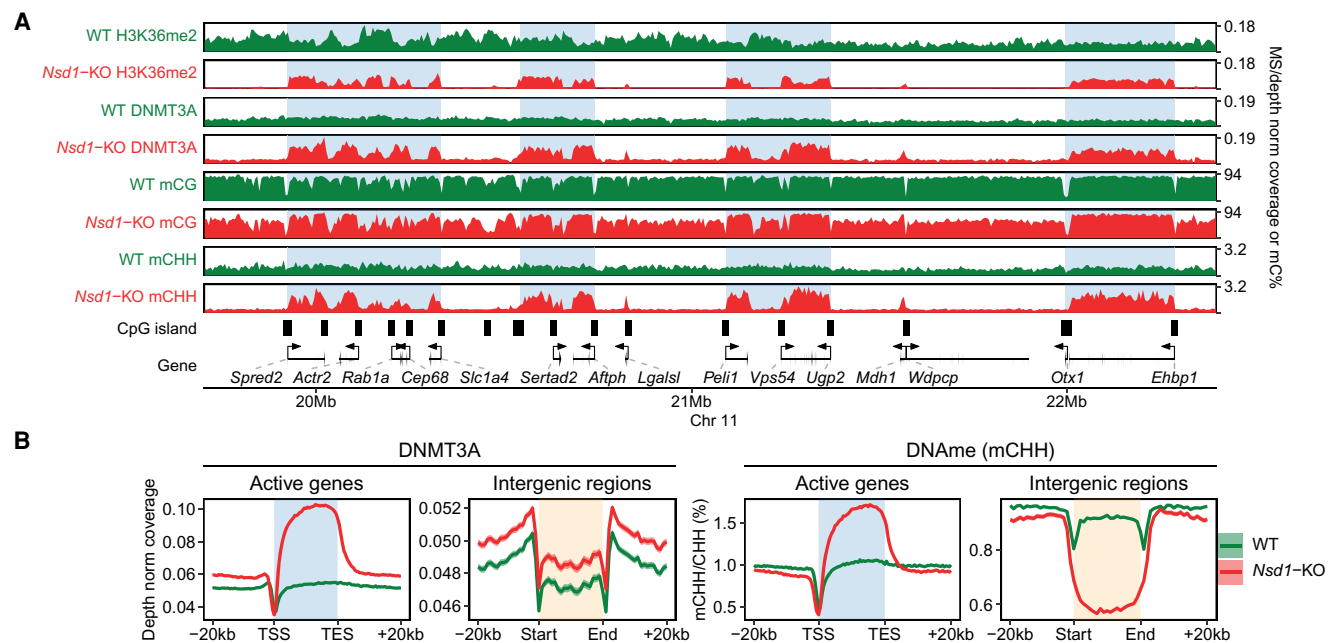 A
WT H3K36me2
0.18
Nsd1−KO H3K36me2
0.18
WT DNMT3A
0.19
Nsd1−KO DNMT3A
0.19
WT mCG
94
Nsd1−KO mCG
94
WT mCHH
3.2
Nsd1−KO mCHH
3.2
MS/depth norm coverage or mC%
CpG island
Gene
Spred2 Actr2 Rab1a Cep68 Slc1a4 Sertad2 Aftph Lgalsl Peli1 Vps54 Ugp2 Mdh1 Wdpcp Otx1 Ehbp1
20Mb 21Mb 22Mb
Chr 11
B
DNMT3A
Active genes
Intergenic regions
Depth norm coverage
0.10
0.08
0.06
0.04
−20kb TSS TES +20kb
0.052
0.050
0.048
0.046
−20kb Start End +20kb
DNAme (mCHH)
Active genes
Intergenic regions
mCHH/CHH (%)
1.5
1.0
0.5
−20kb TSS TES +20kb
0.8
0.6
−20kb Start End +20kb
WT
Nsd1−KO